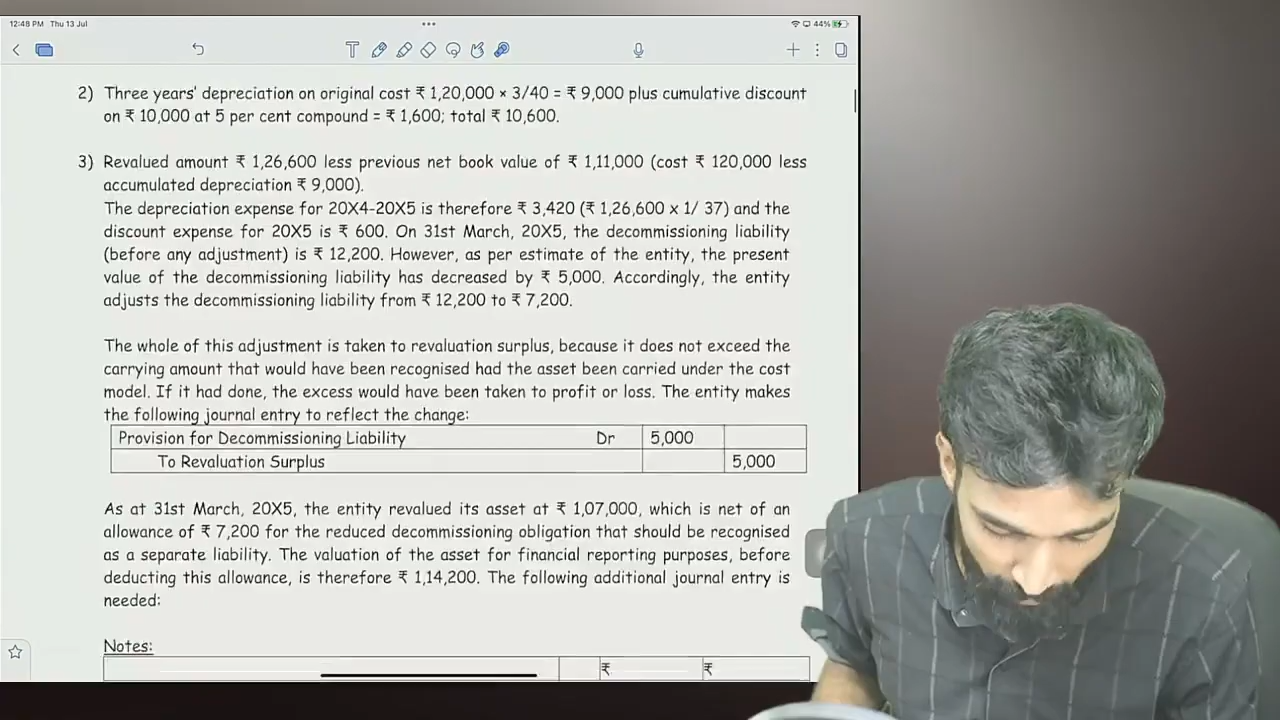 12:48 PM Thu 13 Jul
44%
2) Three years' depreciation on original cost ₹ 1,20,000 × 3/40 = ₹ 9,000 plus cumulative discount
on ₹ 10,000 at 5 per cent compound = ₹ 1,600; total ₹ 10,600.
3) Revalued amount ₹ 1,26,600 less previous net book value of ₹ 1,11,000 (cost ₹ 120,000 less
accumulated depreciation ₹ 9,000).
The depreciation expense for 20X4-20X5 is therefore ₹ 3,420 (₹ 1,26,600 x 1/ 37) and the
discount expense for 20X5 is ₹ 600. On 31st March, 20X5, the decommissioning liability
(before any adjustment) is ₹ 12,200. However, as per estimate of the entity, the present
value of the decommissioning liability has decreased by ₹ 5,000. Accordingly, the entity
adjusts the decommissioning liability from ₹ 12,200 to ₹ 7,200.
The whole of this adjustment is taken to revaluation surplus, because it does not exceed the
carrying amount that would have been recognised had the asset been carried under the cost
model. If it had done, the excess would have been taken to profit or loss. The entity makes
the following journal entry to reflect the change:
Provision for Decommissioning Liability Dr 5,000
To Revaluation Surplus 5,000
As at 31st March, 20X5, the entity revalued its asset at ₹ 1,07,000, which is net of an
allowance of ₹ 7,200 for the reduced decommissioning obligation that should be recognised
as a separate liability. The valuation of the asset for financial reporting purposes, before
deducting this allowance, is therefore ₹ 1,14,200. The following additional journal entry is
needed:
Notes:
₹ ₹